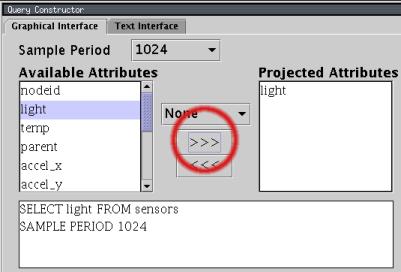 Query Constructor
Graphical Interface Text Interface
Sample Period 1024
Available Attributes Projected Attributes
nodeid light
light None
temp
parent >>>
accel_x <<<
accel_y
SELECT light FROM sensors
SAMPLE PERIOD 1024